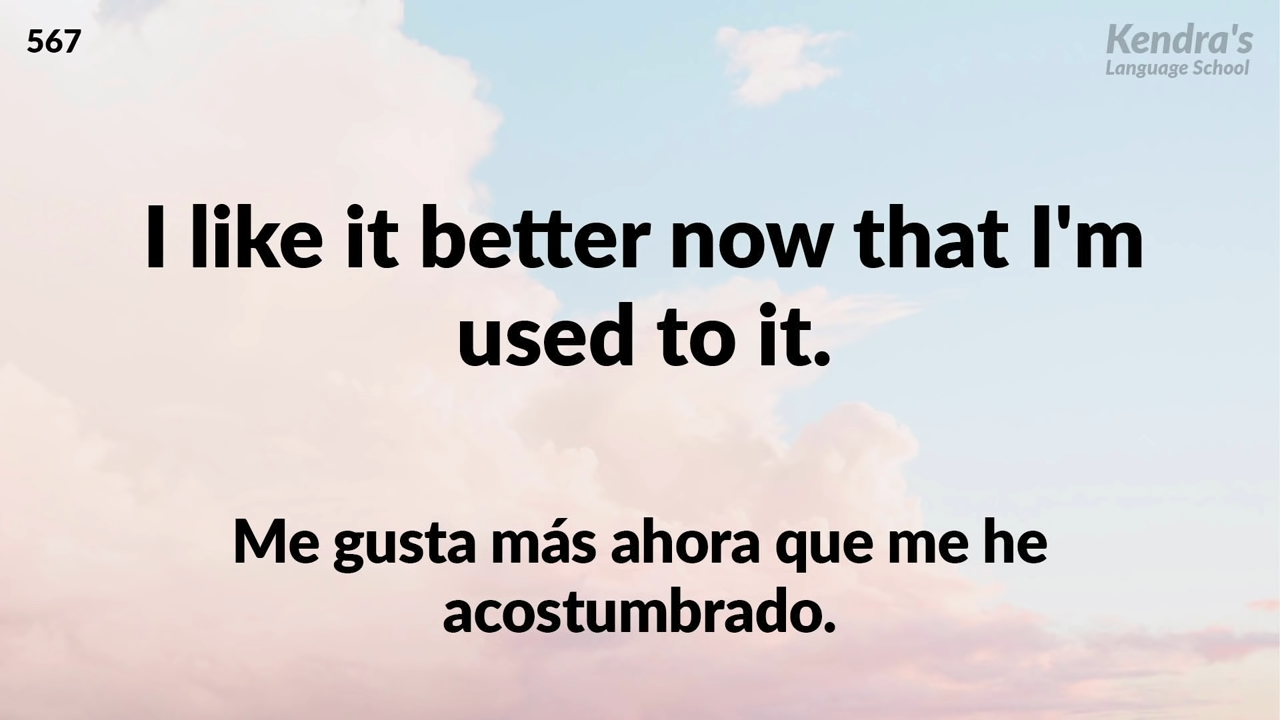 567
Kendra's
Language School
I like it better now that I'm
used to it.
Me gusta más ahora que me he
acostumbrado.